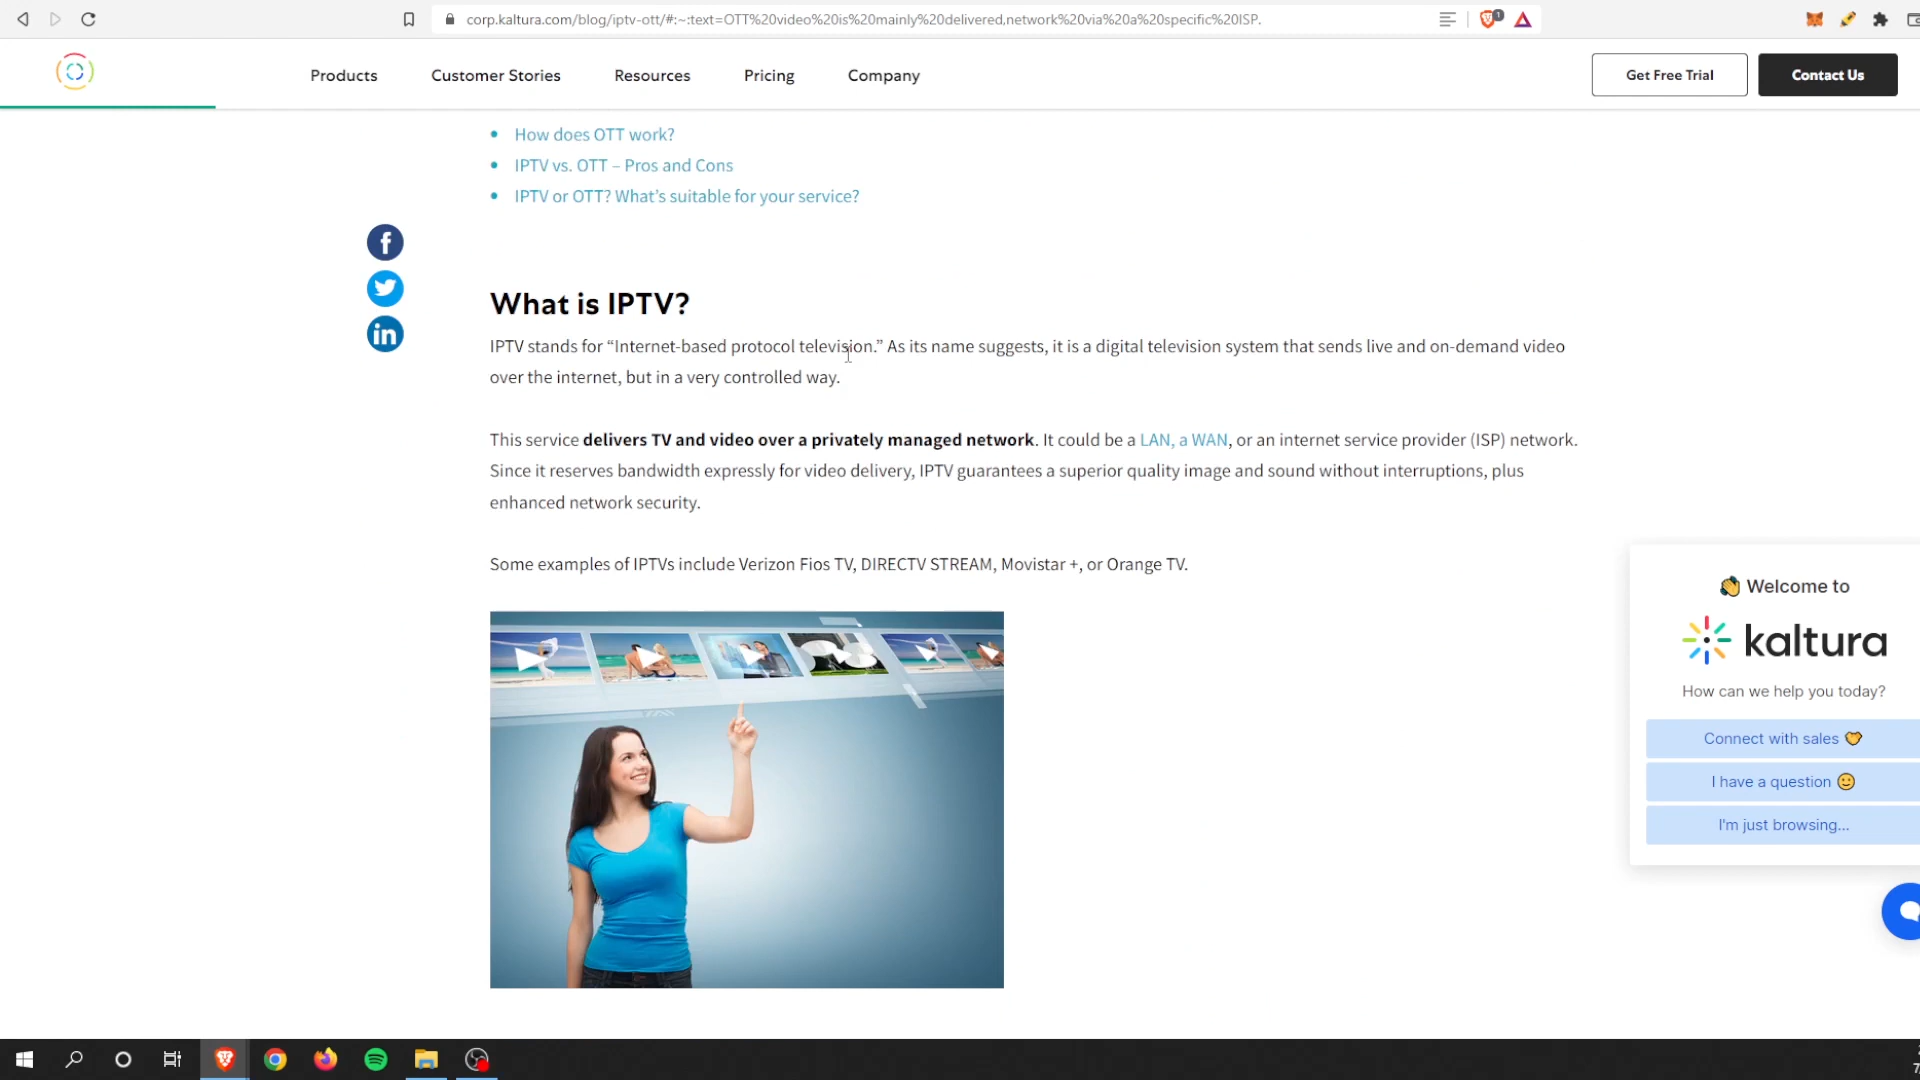 corp.kaltura.com/blog/iptv-ott/#:~:text=OTT%20video%20is%20mainly%20delivered,network%20via%20a%20specific%20ISP.
1
Products
Customer Stories
Resources
Pricing
Company
Get Free Trial
Contact Us
How does OTT work?
IPTV vs. OTT – Pros and Cons
IPTV or OTT? What’s suitable for your service?
What is IPTV?
IPTV stands for “Internet-based protocol television.” As its name suggests, it is a digital television system that sends live and on-demand video
over the internet, but in a very controlled way.
This service delivers TV and video over a privately managed network. It could be a LAN, a WAN, or an internet service provider (ISP) network.
Since it reserves bandwidth expressly for video delivery, IPTV guarantees a superior quality image and sound without interruptions, plus
enhanced network security.
Some examples of IPTVs include Verizon Fios TV, DIRECTV STREAM, Movistar +, or Orange TV.
👋 Welcome to
kaltura
How can we help you today?
Connect with sales
I have a question 🙂
I'm just browsing...